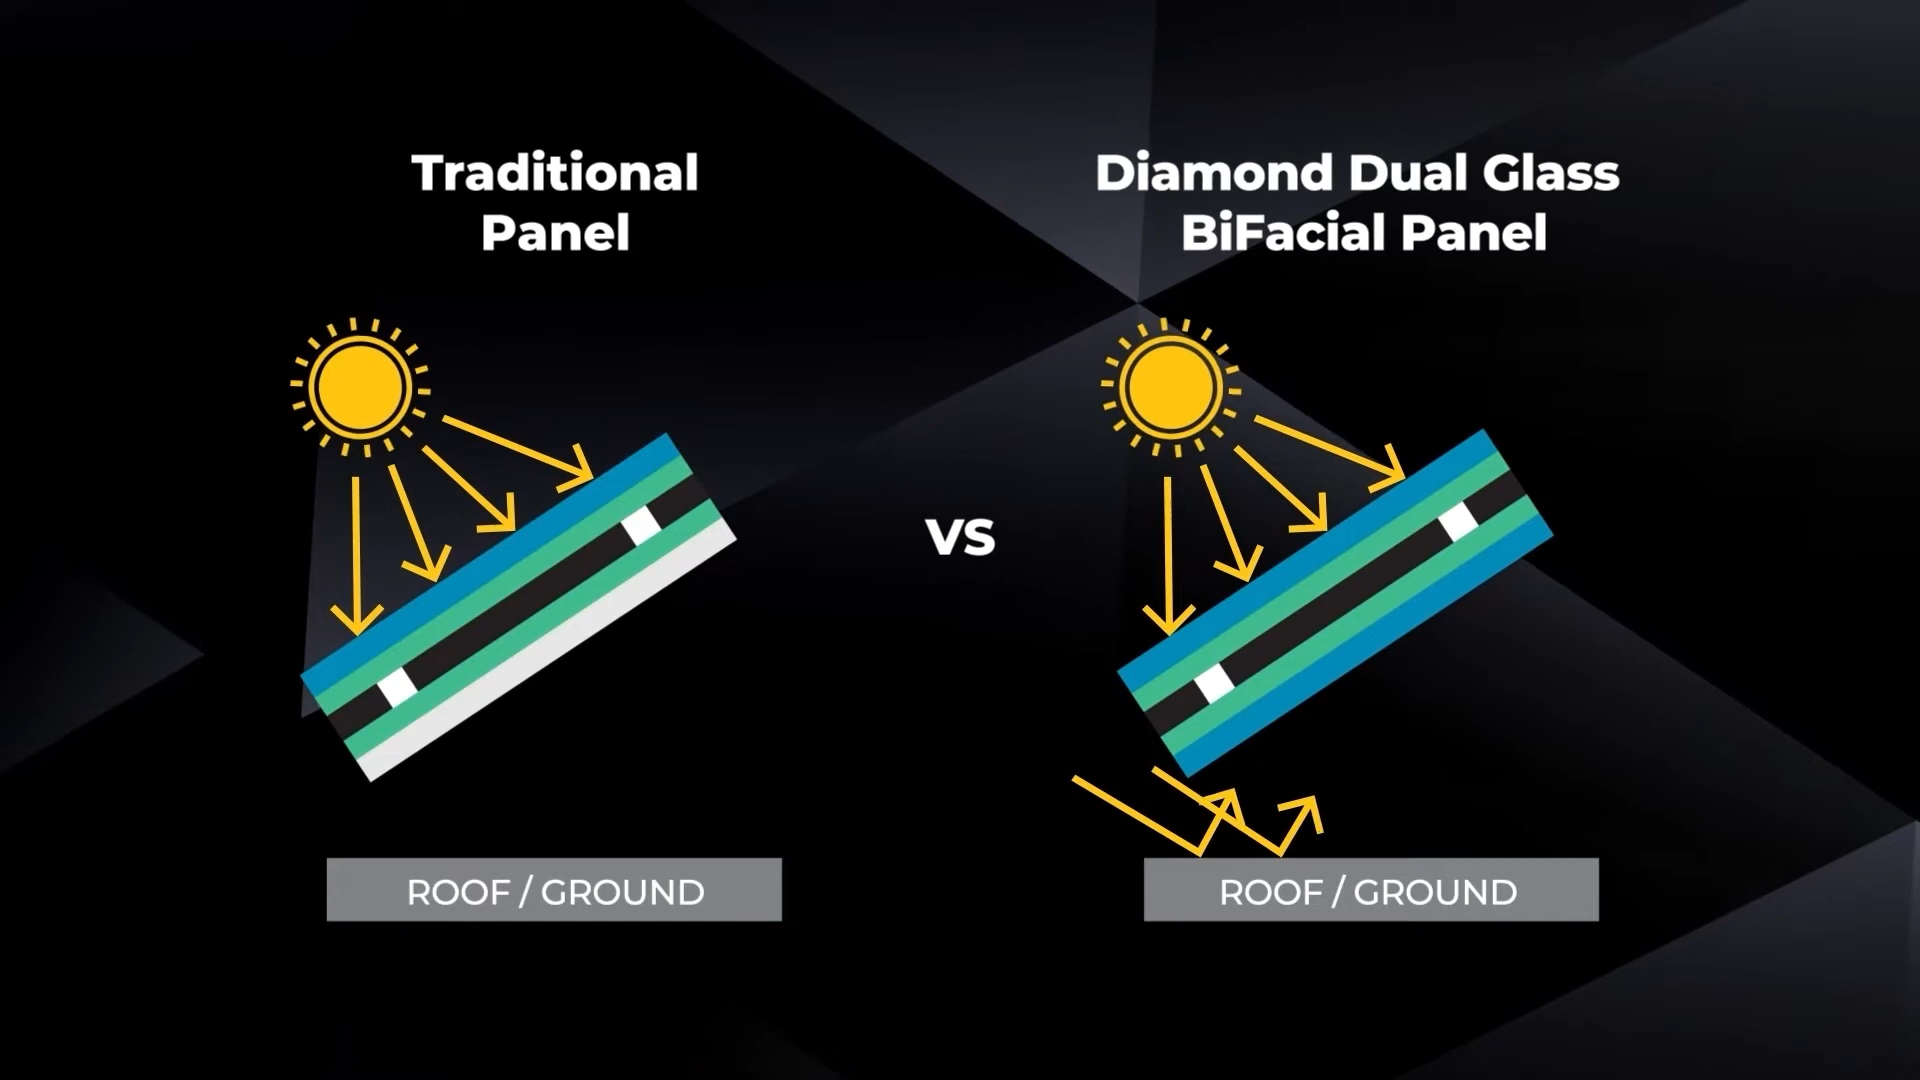 Traditional
Panel
Diamond Dual Glass
BiFacial Panel
VS
ROOF / GROUND
ROOF / GROUND